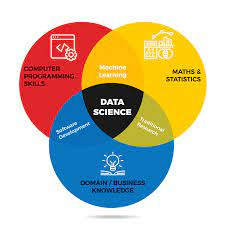 COMPUTER
PROGRAMMING
SKILLS
Machine
Learning
MATHS &
STATISTICS
DATA
SCIENCE
Software
Development
Traditional
Research
DOMAIN / BUSINESS
KNOWLEDGE